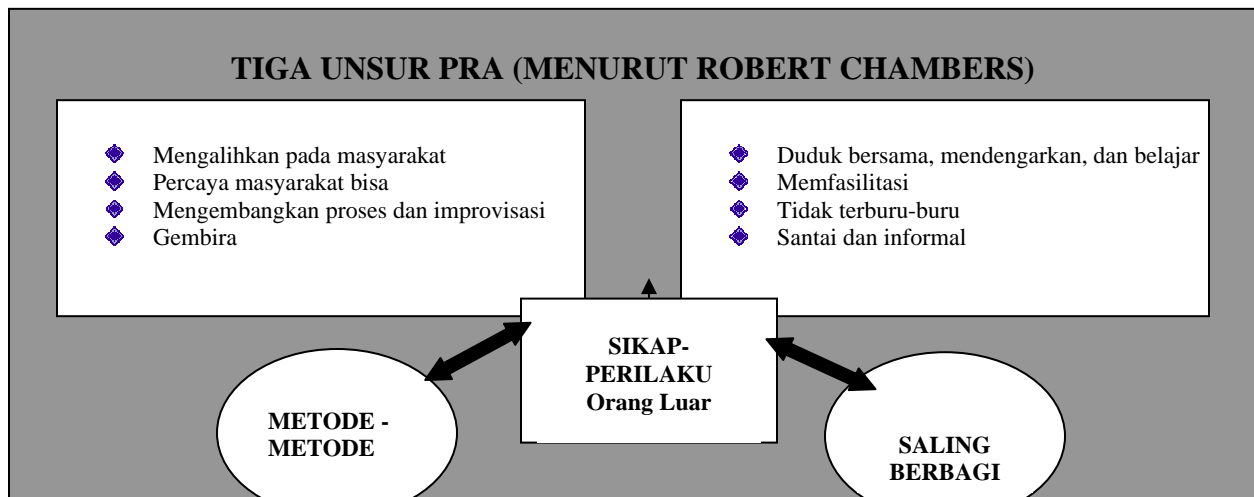 TIGA UNSUR PRA (MENURUT ROBERT CHAMBERS)
Mengalihkan pada masyarakat
Percaya masyarakat bisa
Mengembangkan proses dan improvisasi
Gembira
Duduk bersama, mendengarkan, dan belajar
Memfasilitasi
Tidak terburu-buru
Santai dan informal
SIKAP-
PERILAKU
Orang Luar
METODE -
METODE
SALING
BERBAGI